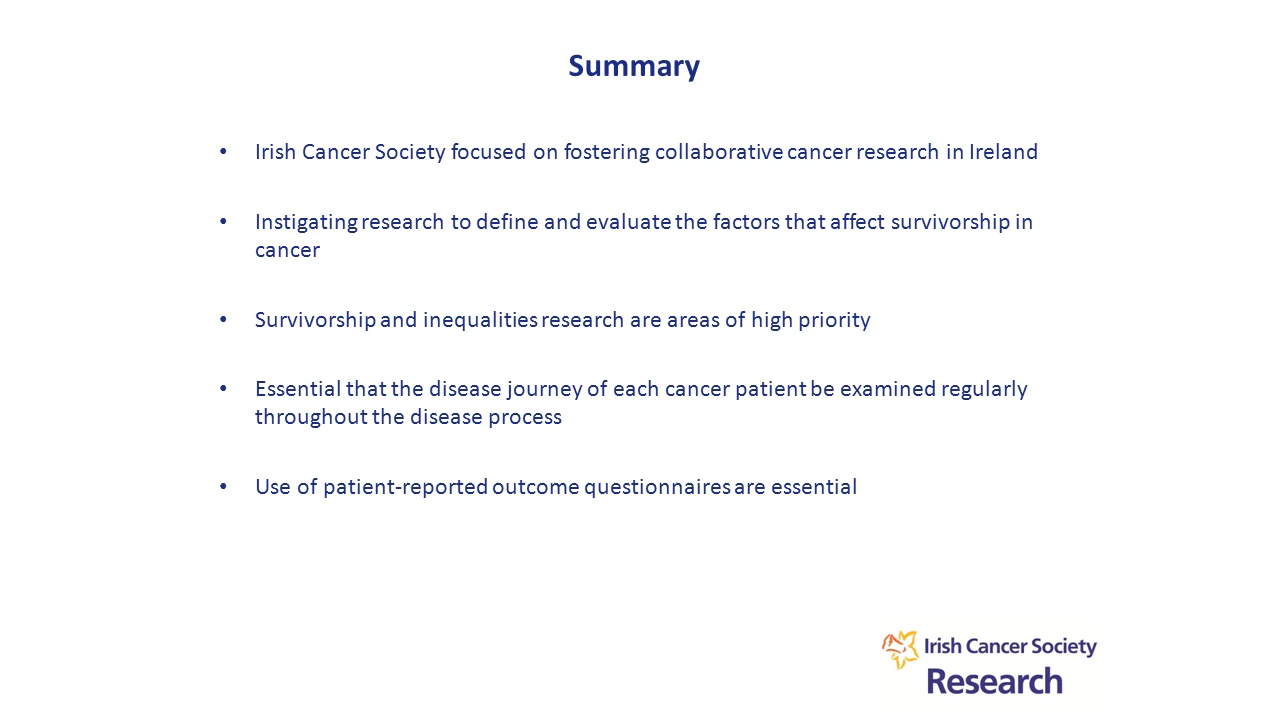 Summary
• Irish Cancer Society focused on fostering collaborative cancer research in Ireland
• Instigating research to define and evaluate the factors that affect survivorship in
cancer
• Survivorship and inequalities research are areas of high priority
• Essential that the disease journey of each cancer patient be examined regularly
throughout the disease process
• Use of patient-reported outcome questionnaires are essential
Irish Cancer Society
Research